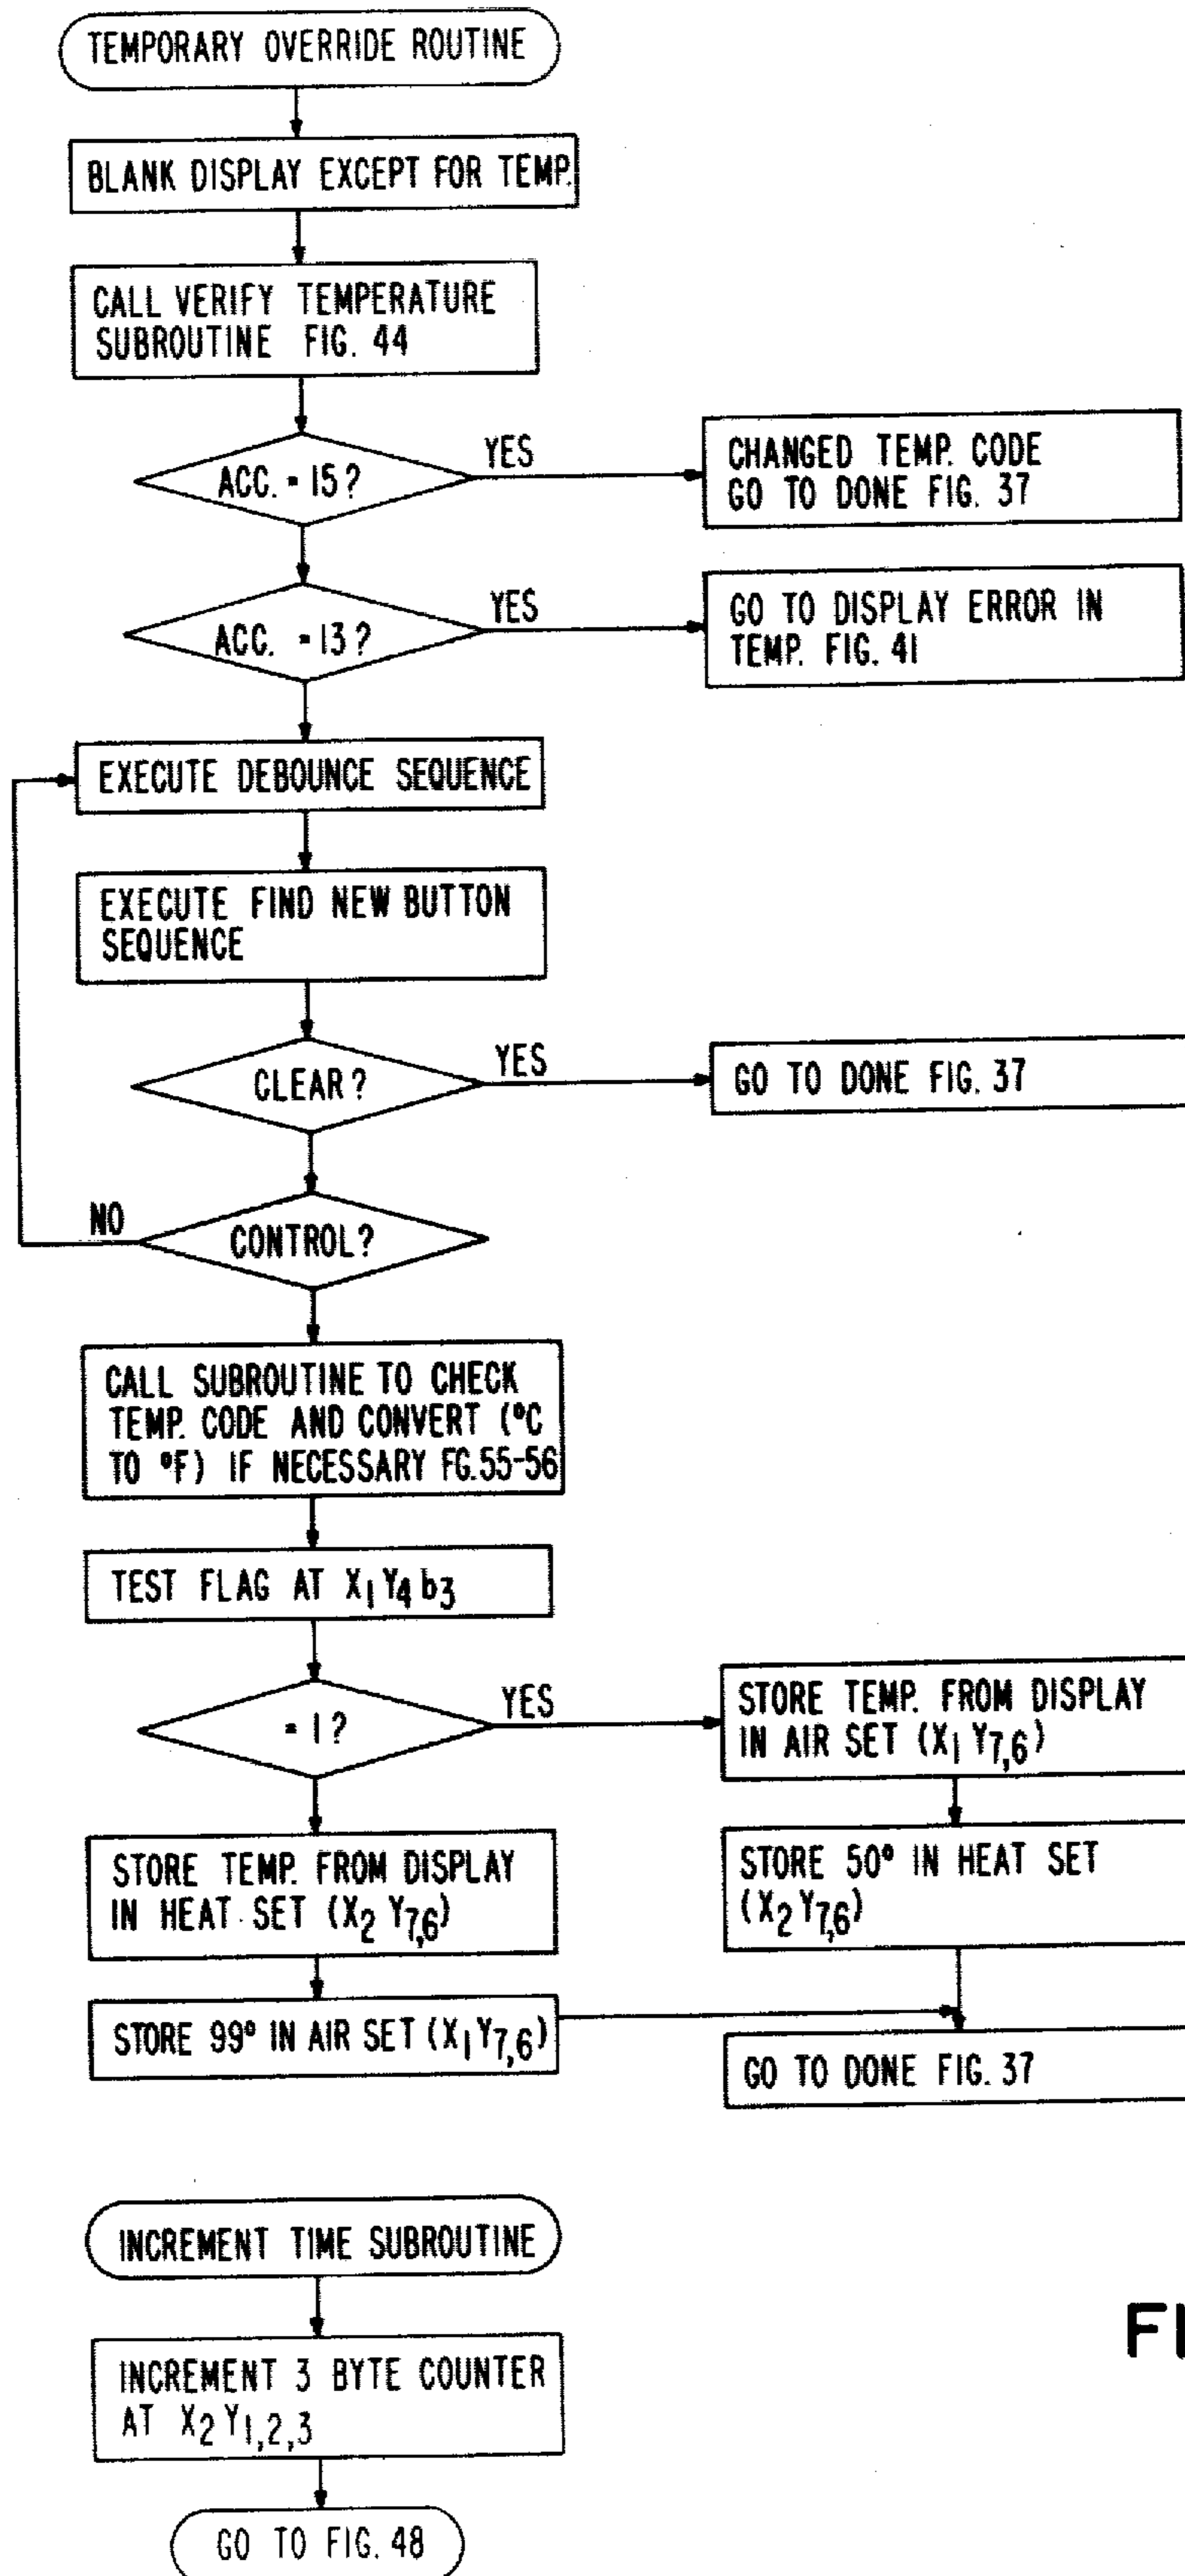 TEMPORARY OVERRIDE ROUTINE
BLANK DISPLAY EXCEPT FOR TEMP.
CALL VERIFY TEMPERATURE
SUBROUTINE FIG. 44
ACC. = 15?
YES
CHANGED TEMP. CODE
GO TO DONE FIG. 37
ACC. = 13?
YES
GO TO DISPLAY ERROR IN
TEMP. FIG. 41
EXECUTE DEBOUNCE SEQUENCE
EXECUTE FIND NEW BUTTON
SEQUENCE
CLEAR?
YES
GO TO DONE FIG. 37
NO
CONTROL?
CALL SUBROUTINE TO CHECK
TEMP. CODE AND CONVERT (°C
TO °F) IF NECESSARY FG.55-56
TEST FLAG AT X1 Y4 b3
= 1?
YES
STORE TEMP. FROM DISPLAY
IN AIR SET (X1 Y7,6)
STORE 50° IN HEAT SET
(X2 Y7,6)
STORE TEMP. FROM DISPLAY
IN HEAT SET (X2 Y7,6)
STORE 99° IN AIR SET (X1 Y7,6)
GO TO DONE FIG. 37
INCREMENT TIME SUBROUTINE
INCREMENT 3 BYTE COUNTER
AT X2 Y1,2,3
GO TO FIG. 48